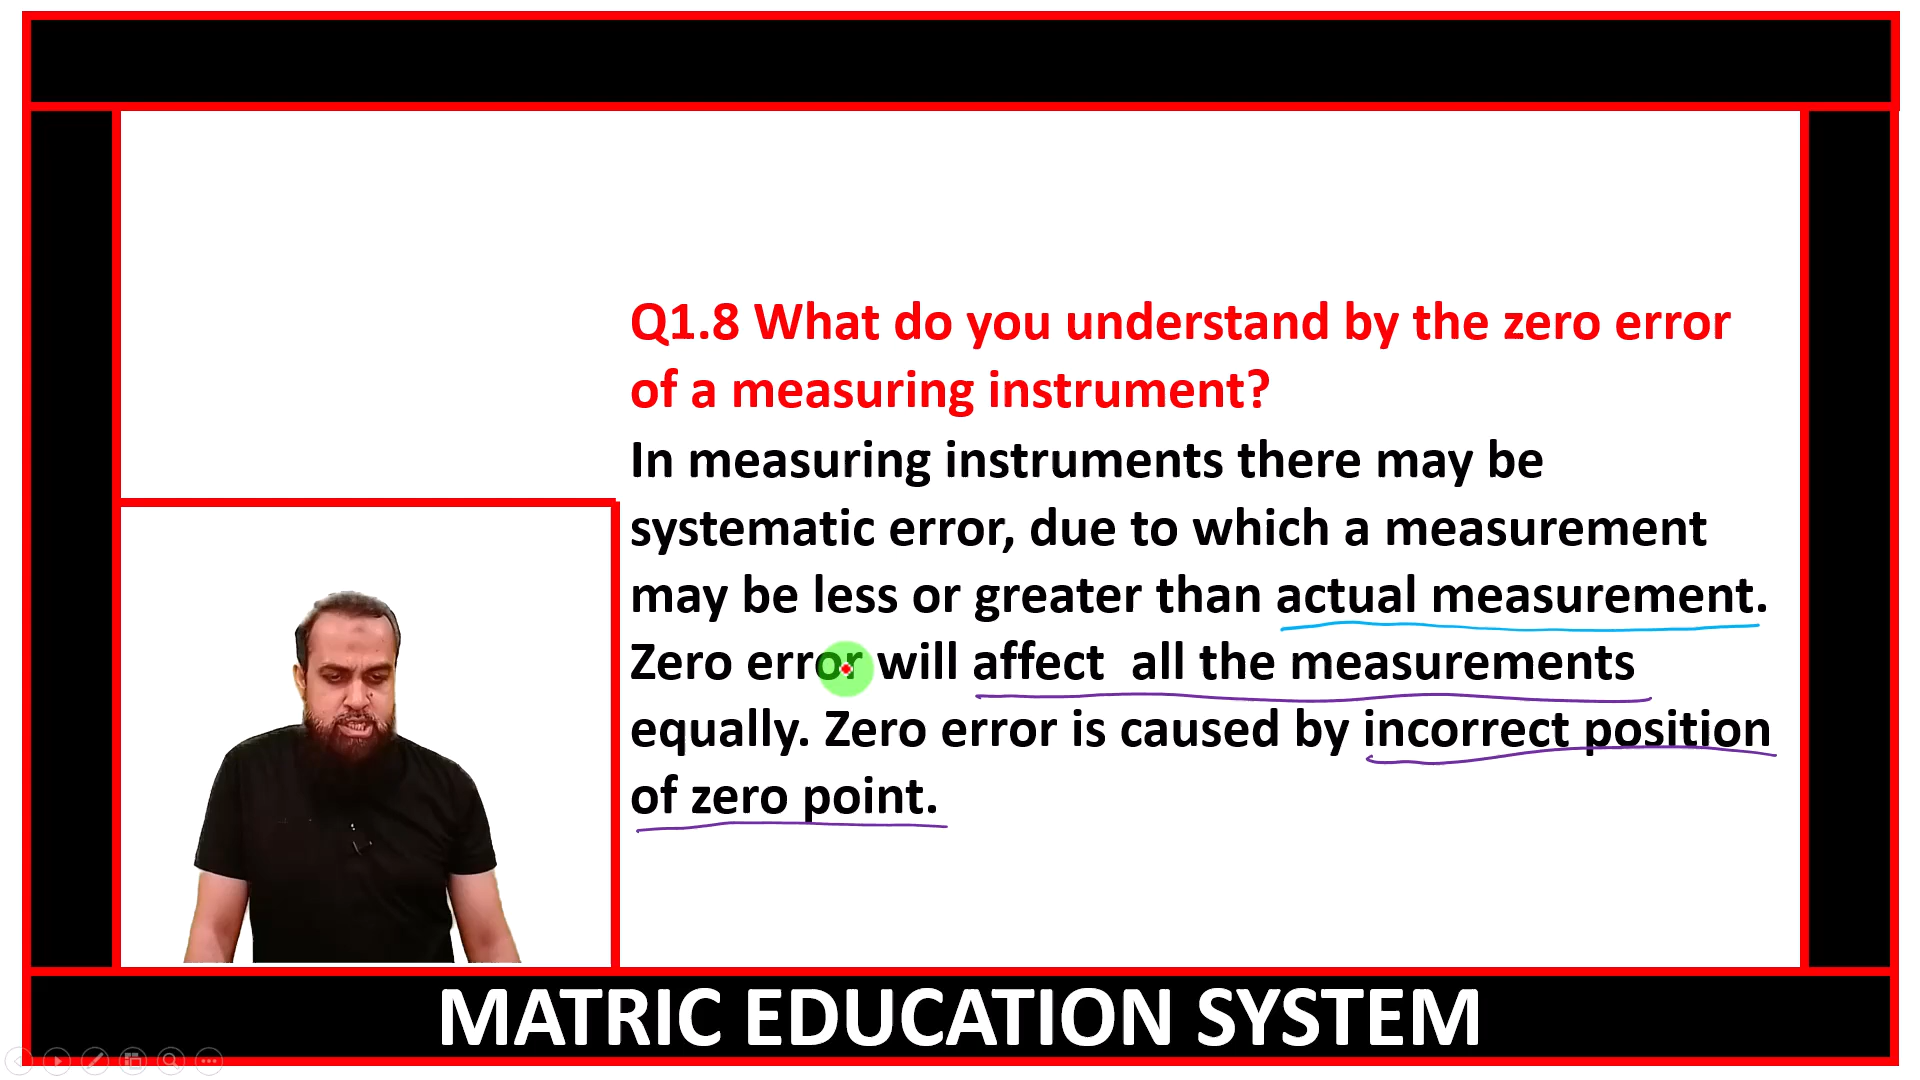 Q1.8 What do you understand by the zero error
of a measuring instrument?
In measuring instruments there may be
systematic error, due to which a measurement
may be less or greater than actual measurement.
Zero error will affect  all the measurements
equally. Zero error is caused by incorrect position
of zero point.
MATRIC EDUCATION SYSTEM